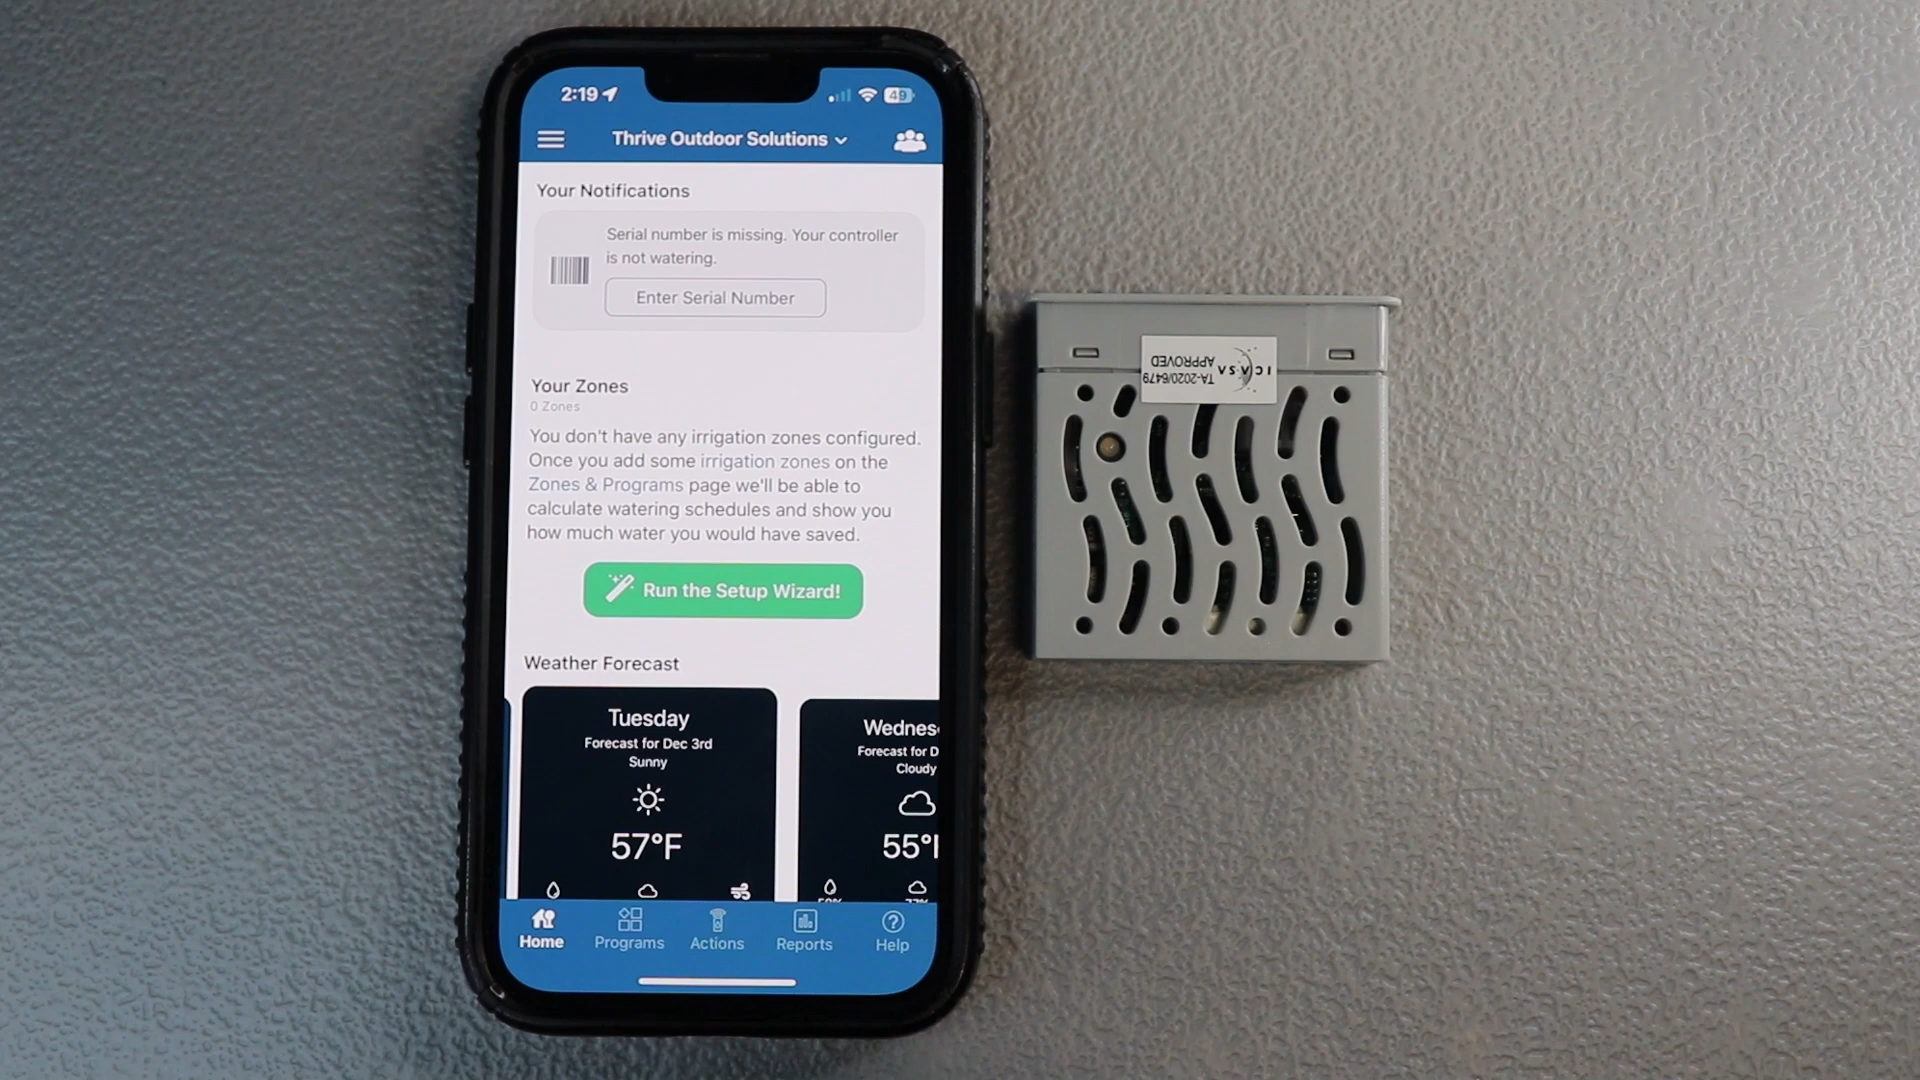 2:19
49
Thrive Outdoor Solutions
Your Notifications
Serial number is missing. Your controller
is not watering.
Enter Serial Number
Your Zones
0 Zones
You don't have any irrigation zones configured.
Once you add some irrigation zones on the
Zones & Programs page we'll be able to
calculate watering schedules and show you
how much water you would have saved.
Run the Setup Wizard!
Weather Forecast
Tuesday
Forecast for Dec 3rd
Sunny
57°F
Wednes
Forecast for D
Cloudy
55°F
Home
Programs
Actions
Reports
Help
ICASA
TA-2020/6479
APPROVED